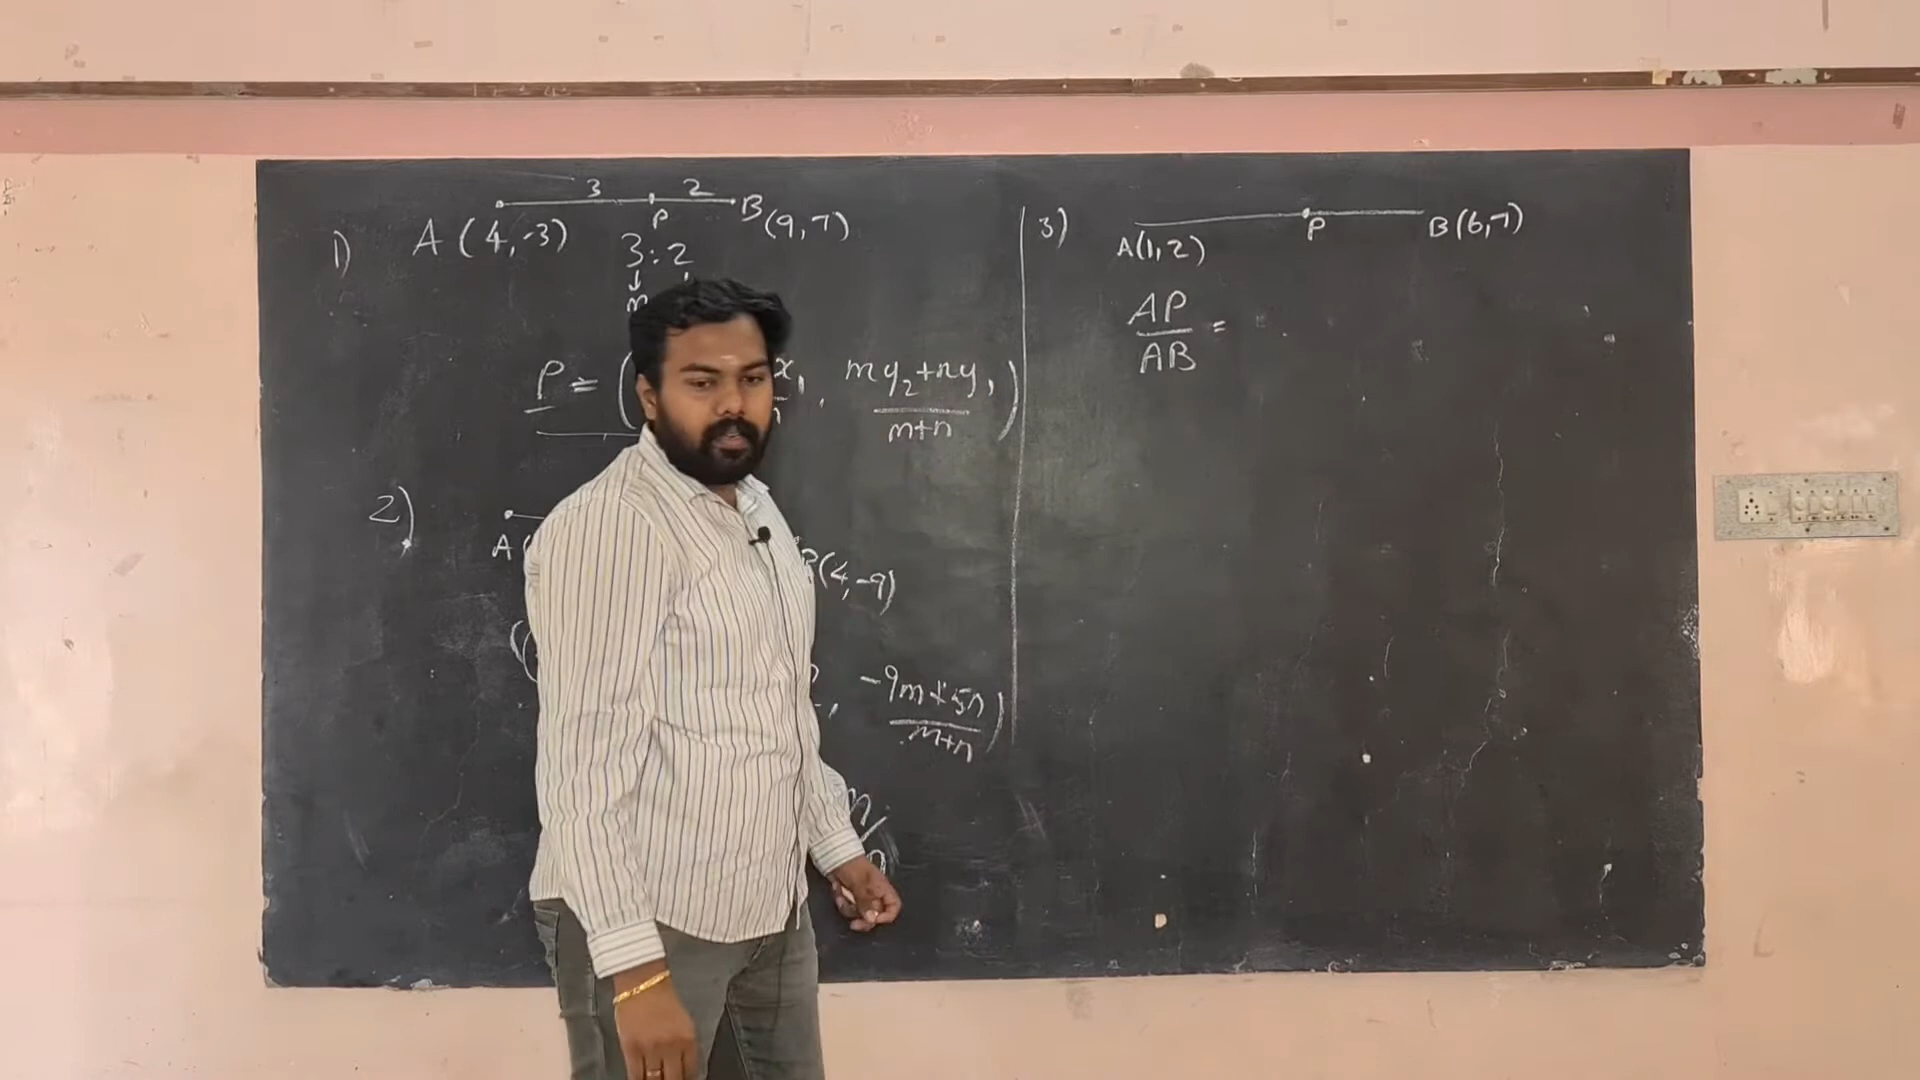 3 2
1) A (4,-3) P B (9,7)
3:2
↓
m
P = ( x₁, my₂+ny₁ )
m+n
2)
A (
B(4,-9)
-9m+5n )
m+n
m
n
3)
A(1,2) P B(6,7)
AP =
AB